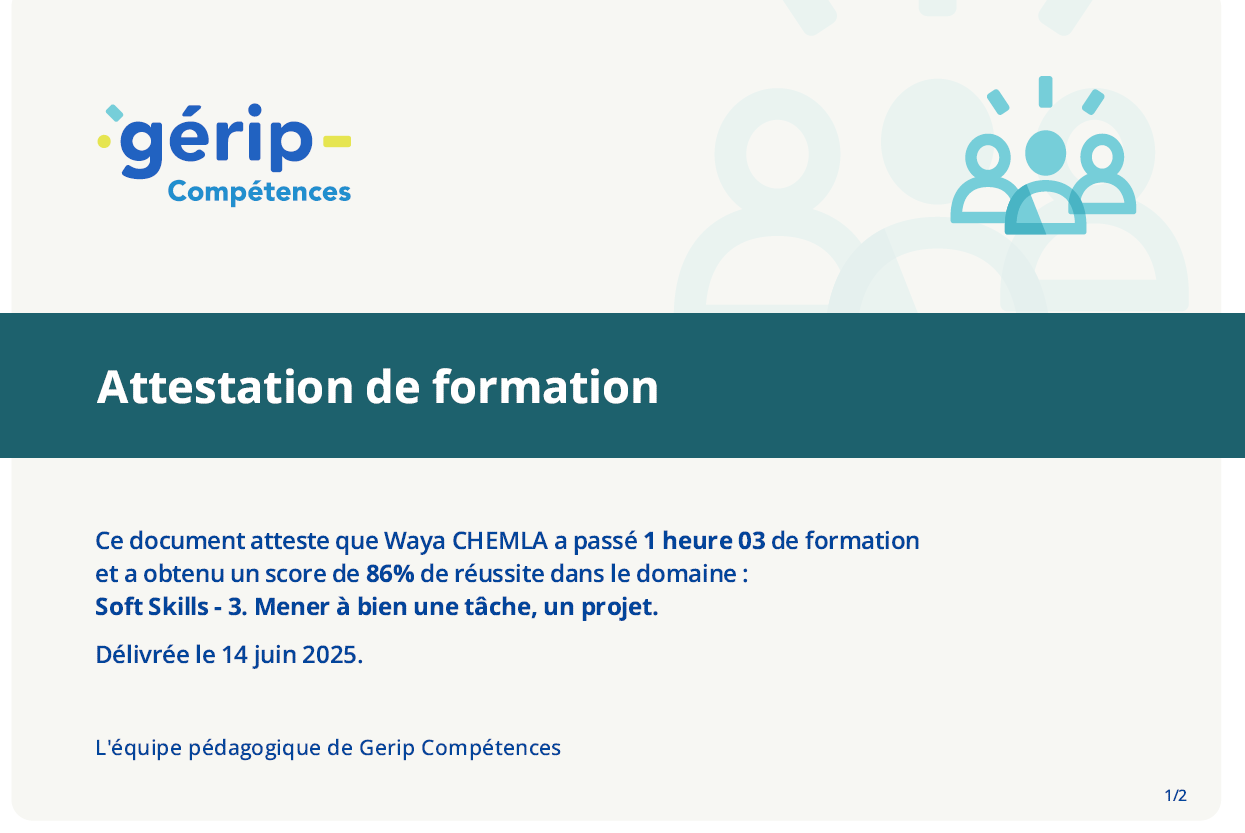 gérip
Compétences
Attestation de formation
Ce document atteste que Waya CHEMLA a passé 1 heure 03 de formation
et a obtenu un score de 86% de réussite dans le domaine :
Soft Skills - 3. Mener à bien une tâche, un projet.
Délivrée le 14 juin 2025.
L'équipe pédagogique de Gerip Compétences
1/2